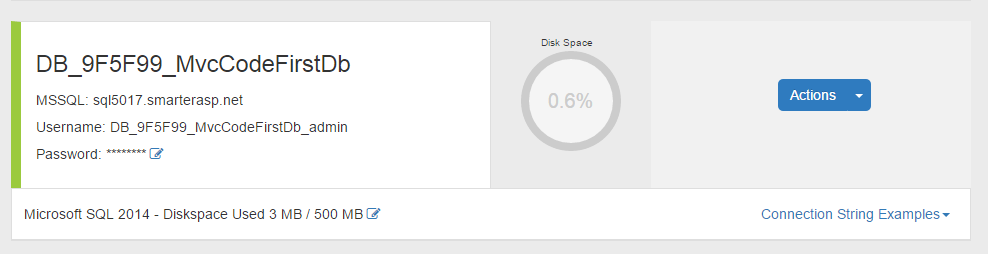 DB_9F5F99_MvcCodeFirstDb
MSSQL: sql5017.smarterasp.net
Username: DB_9F5F99_MvcCodeFirstDb_admin
Password: ********
Disk Space
0.6%
Actions
Microsoft SQL 2014 - Diskspace Used 3 MB / 500 MB
Connection String Examples